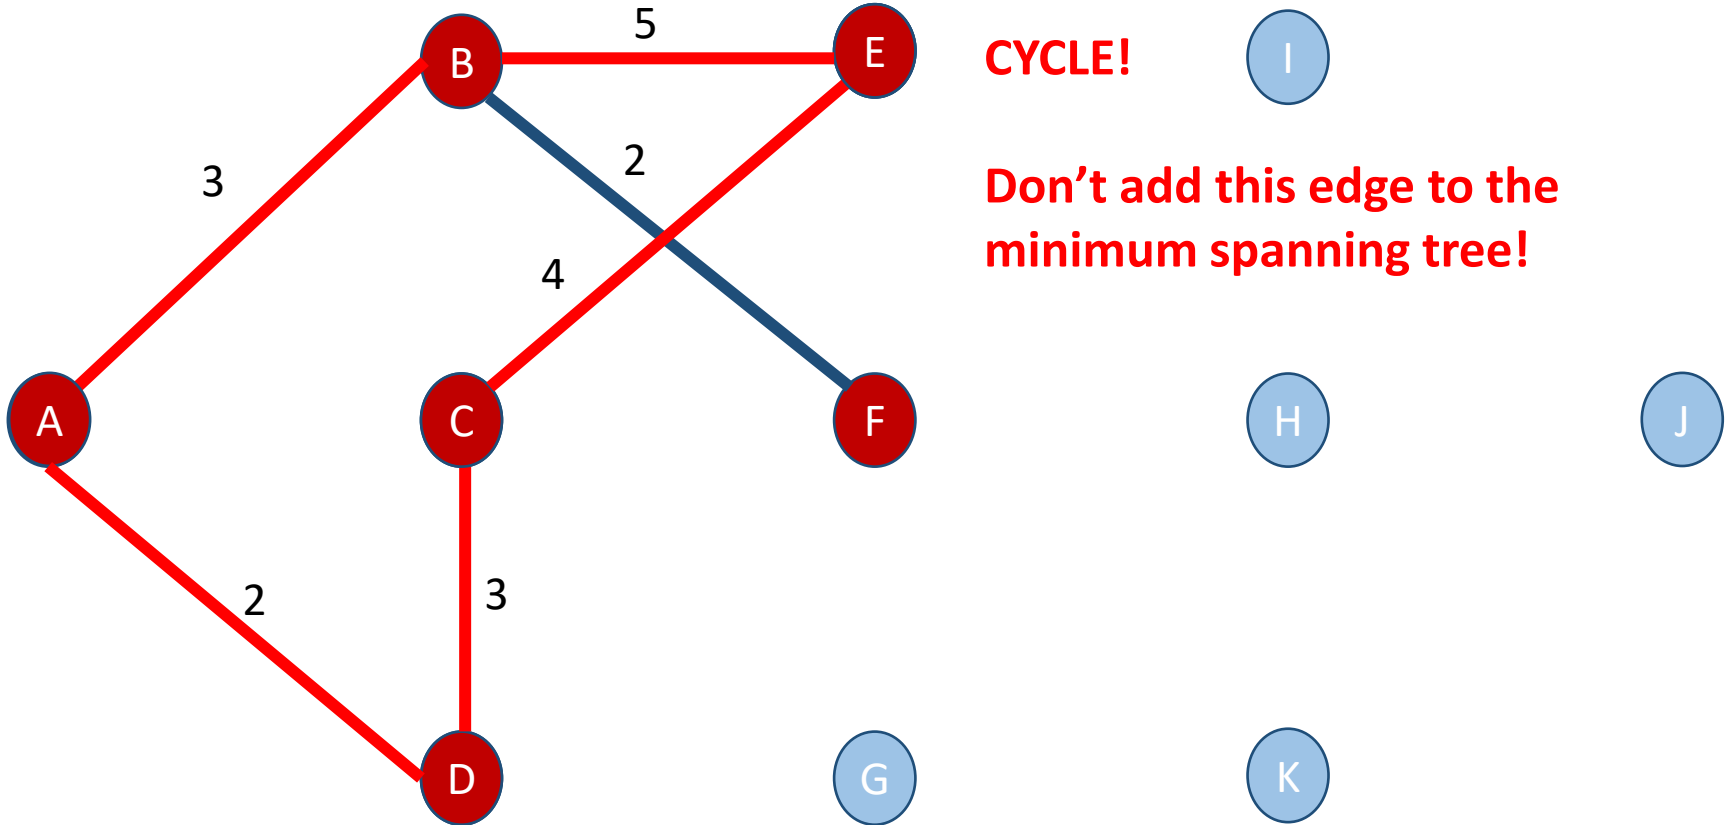 5
B
E
CYCLE!
I
2
3
Don’t add this edge to the
minimum spanning tree!
4
A
C
F
H
J
2
3
D
G
K